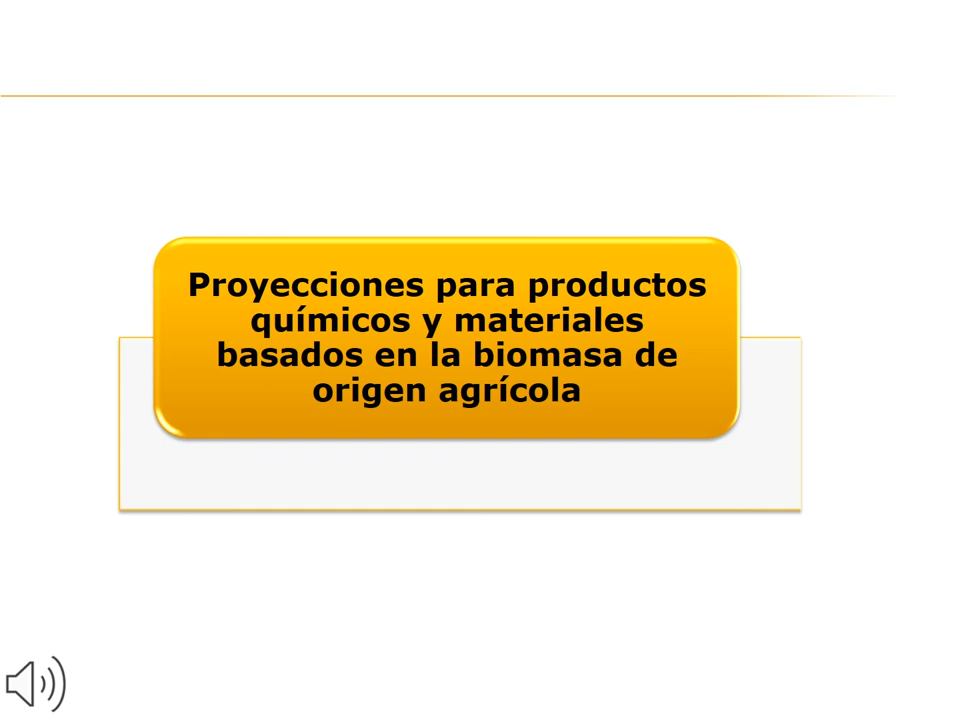 Proyecciones para productos
químicos y materiales
basados en la biomasa de
origen agrícola